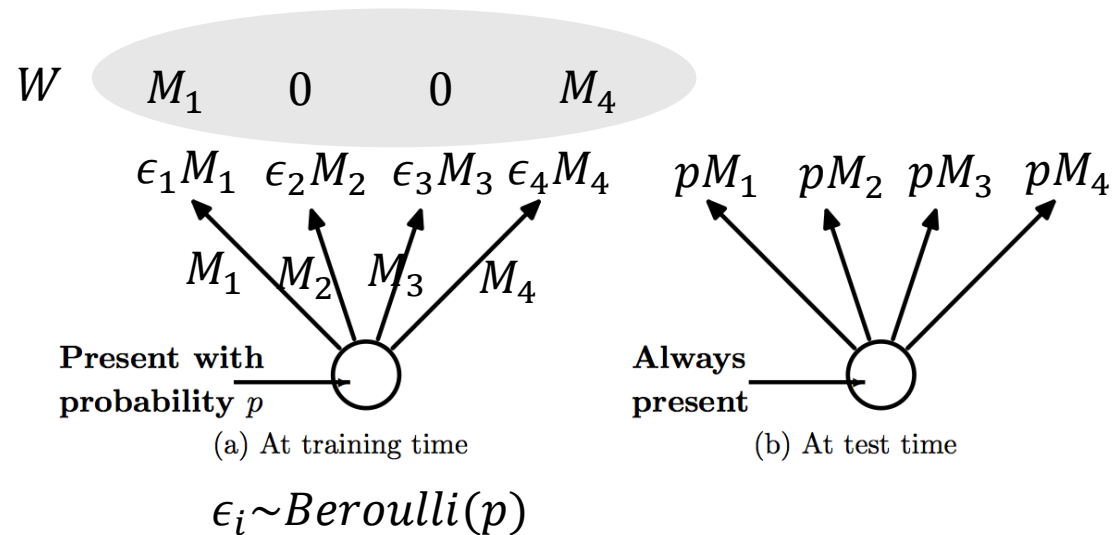 W M₁ 0 0 M₄
ϵ₁M₁ ϵ₂M₂ ϵ₃M₃ ϵ₄M₄
pM₁ pM₂ pM₃ pM₄
M₁ M₂ M₃ M₄
Present with
probability p
Always
present
(a) At training time
(b) At test time
ϵᵢ~Beroulli(p)